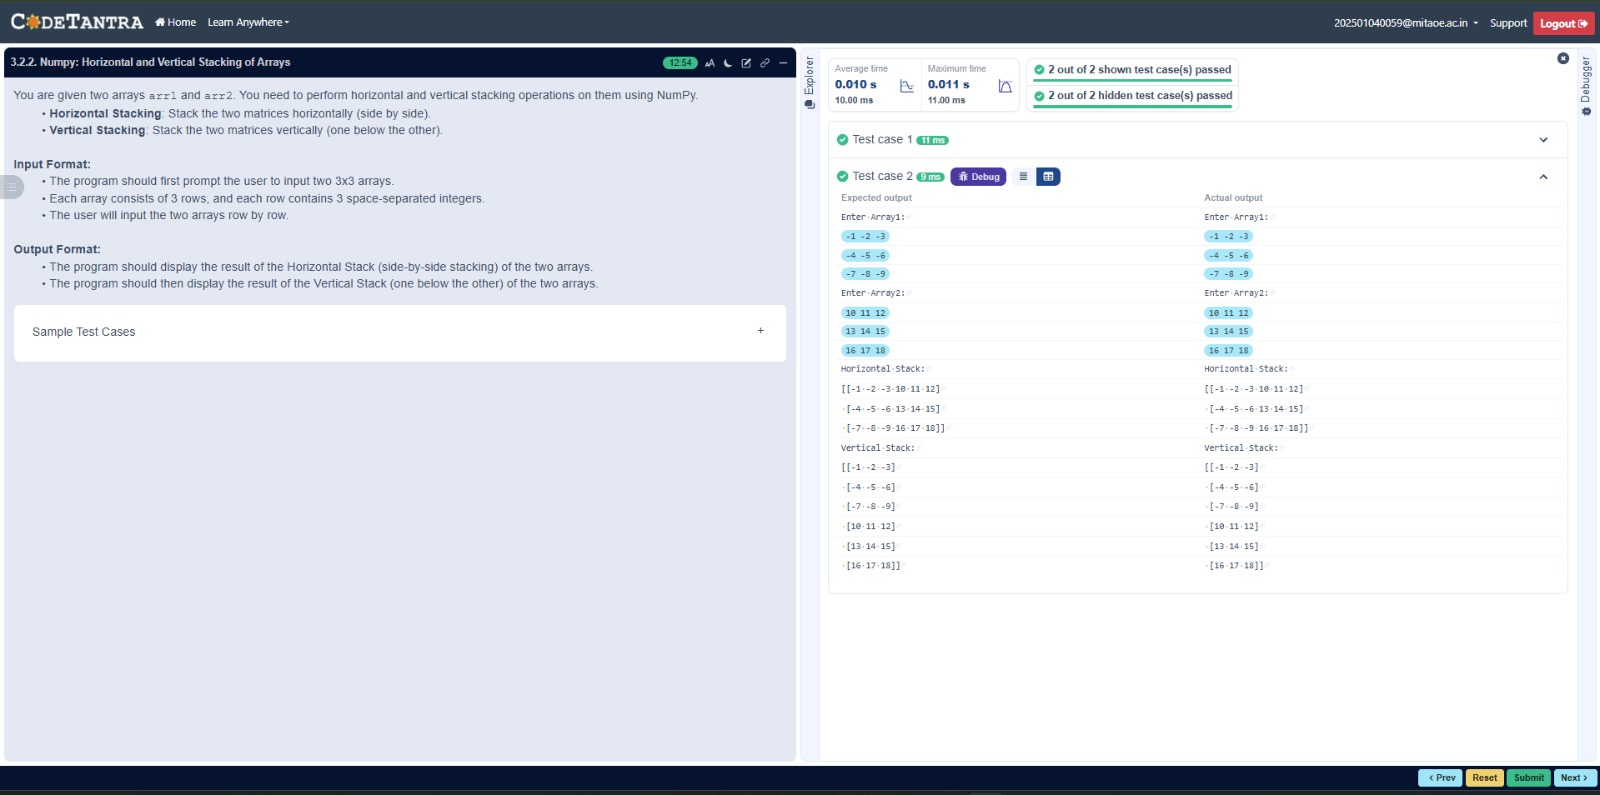 CODETANTRA
Home
Learn Anywhere
202501040059@mitaoe.ac.in
Support
Logout
3.2.2. Numpy: Horizontal and Vertical Stacking of Arrays
12:54
You are given two arrays arr1 and arr2. You need to perform horizontal and vertical stacking operations on them using NumPy.
• Horizontal Stacking: Stack the two matrices horizontally (side by side).
• Vertical Stacking: Stack the two matrices vertically (one below the other).
Input Format:
• The program should first prompt the user to input two 3x3 arrays.
• Each array consists of 3 rows, and each row contains 3 space-separated integers.
• The user will input the two arrays row by row.
Output Format:
• The program should display the result of the Horizontal Stack (side-by-side stacking) of the two arrays.
• The program should then display the result of the Vertical Stack (one below the other) of the two arrays.
Sample Test Cases
+
Explorer
Average time
0.010 s
10.00 ms
Maximum time
0.011 s
11.00 ms
2 out of 2 shown test case(s) passed
2 out of 2 hidden test case(s) passed
Test case 1 11 ms
Test case 2 9 ms Debug
Expected output
Enter·Array1:
-1 -2 -3
-4 -5 -6
-7 -8 -9
Enter·Array2:
10 11 12
13 14 15
16 17 18
Horizontal·Stack:
[[-1·-2·-3·10·11·12]
·[-4·-5·-6·13·14·15]
·[-7·-8·-9·16·17·18]]
Vertical·Stack:
[[-1·-2·-3]
·[-4·-5·-6]
·[-7·-8·-9]
·[10·11·12]
·[13·14·15]
·[16·17·18]]
Actual output
Enter·Array1:
-1 -2 -3
-4 -5 -6
-7 -8 -9
Enter·Array2:
10 11 12
13 14 15
16 17 18
Horizontal·Stack:
[[-1·-2·-3·10·11·12]
·[-4·-5·-6·13·14·15]
·[-7·-8·-9·16·17·18]]
Vertical·Stack:
[[-1·-2·-3]
·[-4·-5·-6]
·[-7·-8·-9]
·[10·11·12]
·[13·14·15]
·[16·17·18]]
Debugger
< Prev
Reset
Submit
Next >